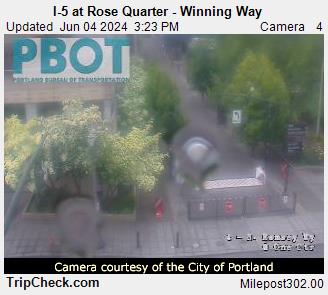 I-5 at Rose Quarter - Winning Way
Updated Jun 04 2024 3:23 PM Camera 4
PBOT
PORTLAND BUREAU OF TRANSPORTATION
Camera courtesy of the City of Portland
TripCheck.com Milepost302.00